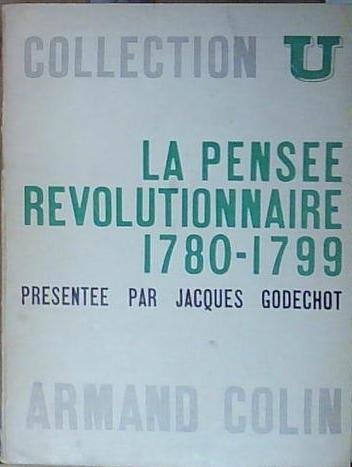 COLLECTION U
LA PENSEE
REVOLUTIONNAIRE
1780-1799
PRESENTEE PAR JACQUES GODECHOT
ARMAND COLIN